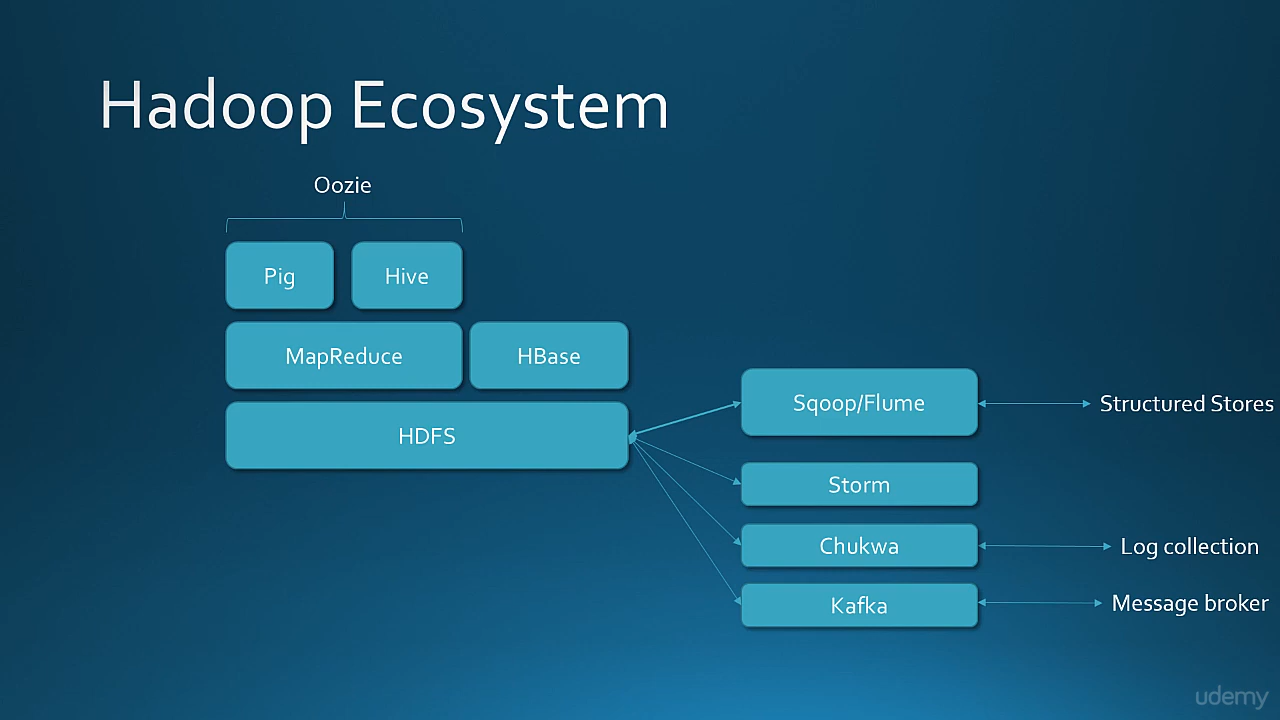 Hadoop Ecosystem
Oozie
Pig
Hive
MapReduce
HBase
HDFS
Sqoop/Flume
Structured Stores
Storm
Chukwa
Log collection
Kafka
Message broker
udemy